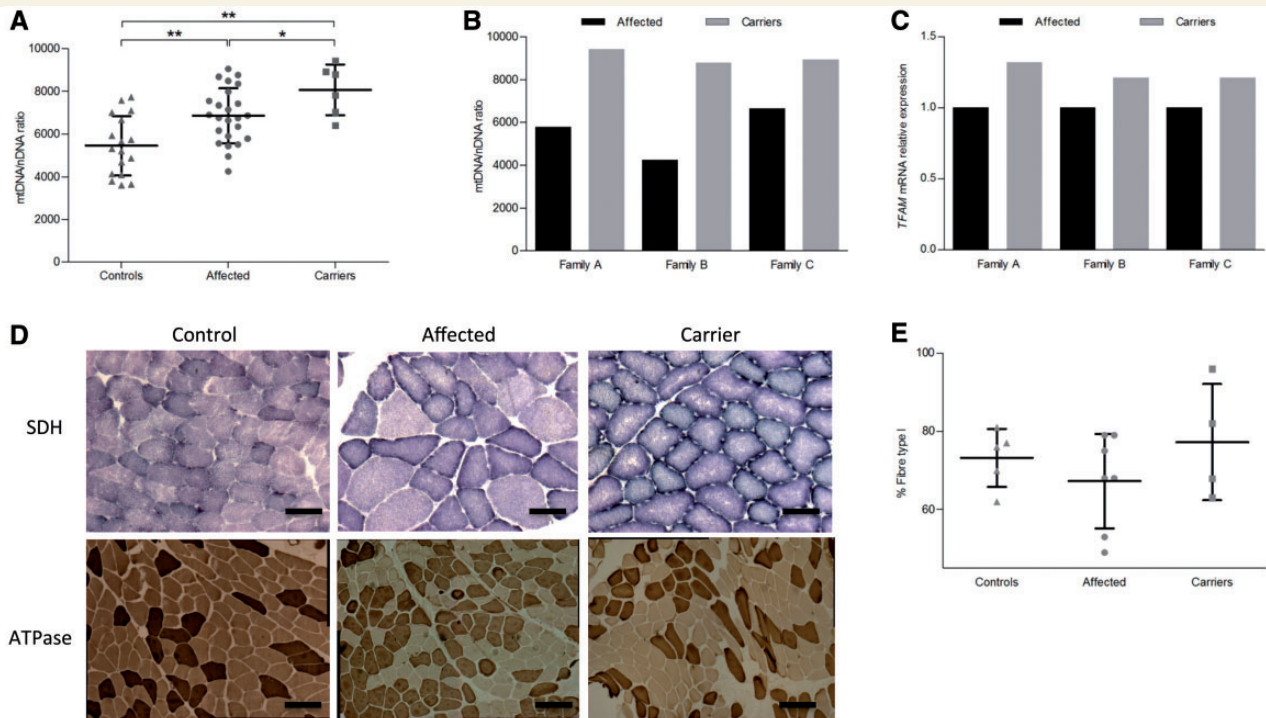 A
**
**
*
mtDNA/nDNA ratio
10000
8000
6000
4000
2000
0
Controls
Affected
Carriers
B
Affected
Carriers
mtDNA/nDNA ratio
10000
8000
6000
4000
2000
0
Family A
Family B
Family C
C
Affected
Carriers
TFAM mRNA relative expression
1.5
1.0
0.5
0.0
Family A
Family B
Family C
D
Control
Affected
Carrier
SDH
ATPase
E
% Fibre type I
100
80
60
Controls
Affected
Carriers